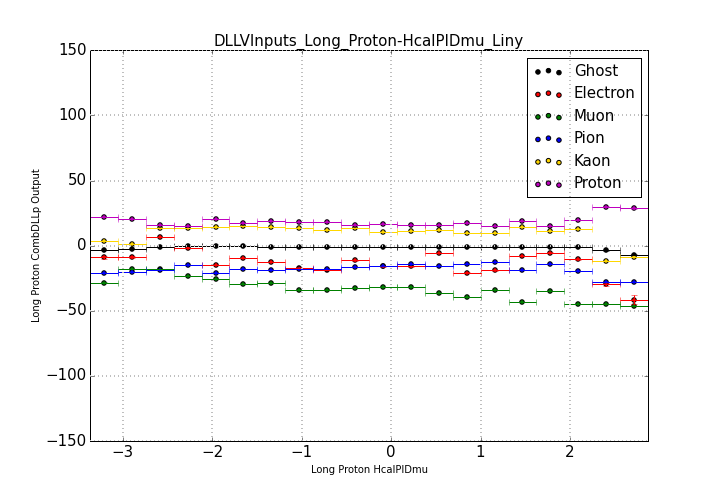 DLLVInputs_Long_Proton-HcalPIDmu_Liny
150
100
50
0
−50
−100
−150
Long Proton CombDLLp Output
Ghost
Electron
Muon
Pion
Kaon
Proton
−3 −2 −1 0 1 2
Long Proton HcalPIDmu